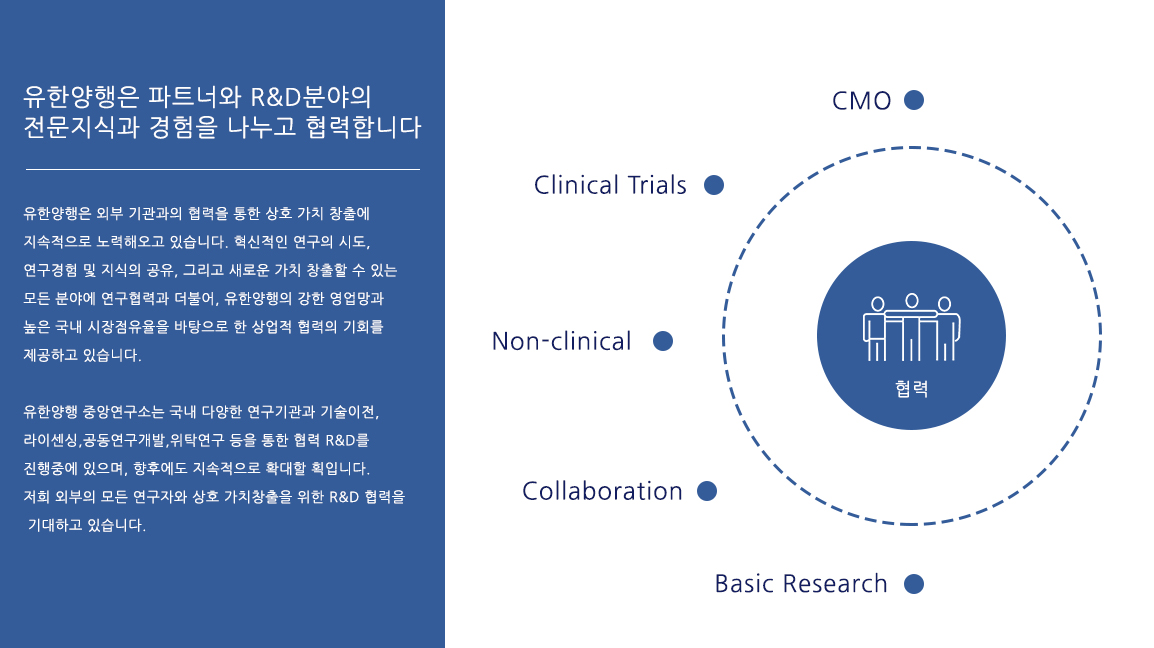 유한양행은 파트너와 R&D분야의
전문지식과 경험을 나누고 협력합니다
유한양행은 외부 기관과의 협력을 통한 상호 가치 창출에
지속적으로 노력해오고 있습니다. 혁신적인 연구의 시도,
연구경험 및 지식의 공유, 그리고 새로운 가치 창출할 수 있는
모든 분야에 연구협력과 더불어, 유한양행의 강한 영업망과
높은 국내 시장점유율을 바탕으로 한 상업적 협력의 기회를
제공하고 있습니다.
유한양행 중앙연구소는 국내 다양한 연구기관과 기술이전,
라이센싱,공동연구개발,위탁연구 등을 통한 협력 R&D를
진행중에 있으며, 향후에도 지속적으로 확대할 획입니다.
저희 외부의 모든 연구자와 상호 가치창출을 위한 R&D 협력을
기대하고 있습니다.
CMO
Clinical Trials
Non-clinical
Collaboration
Basic Research
협력